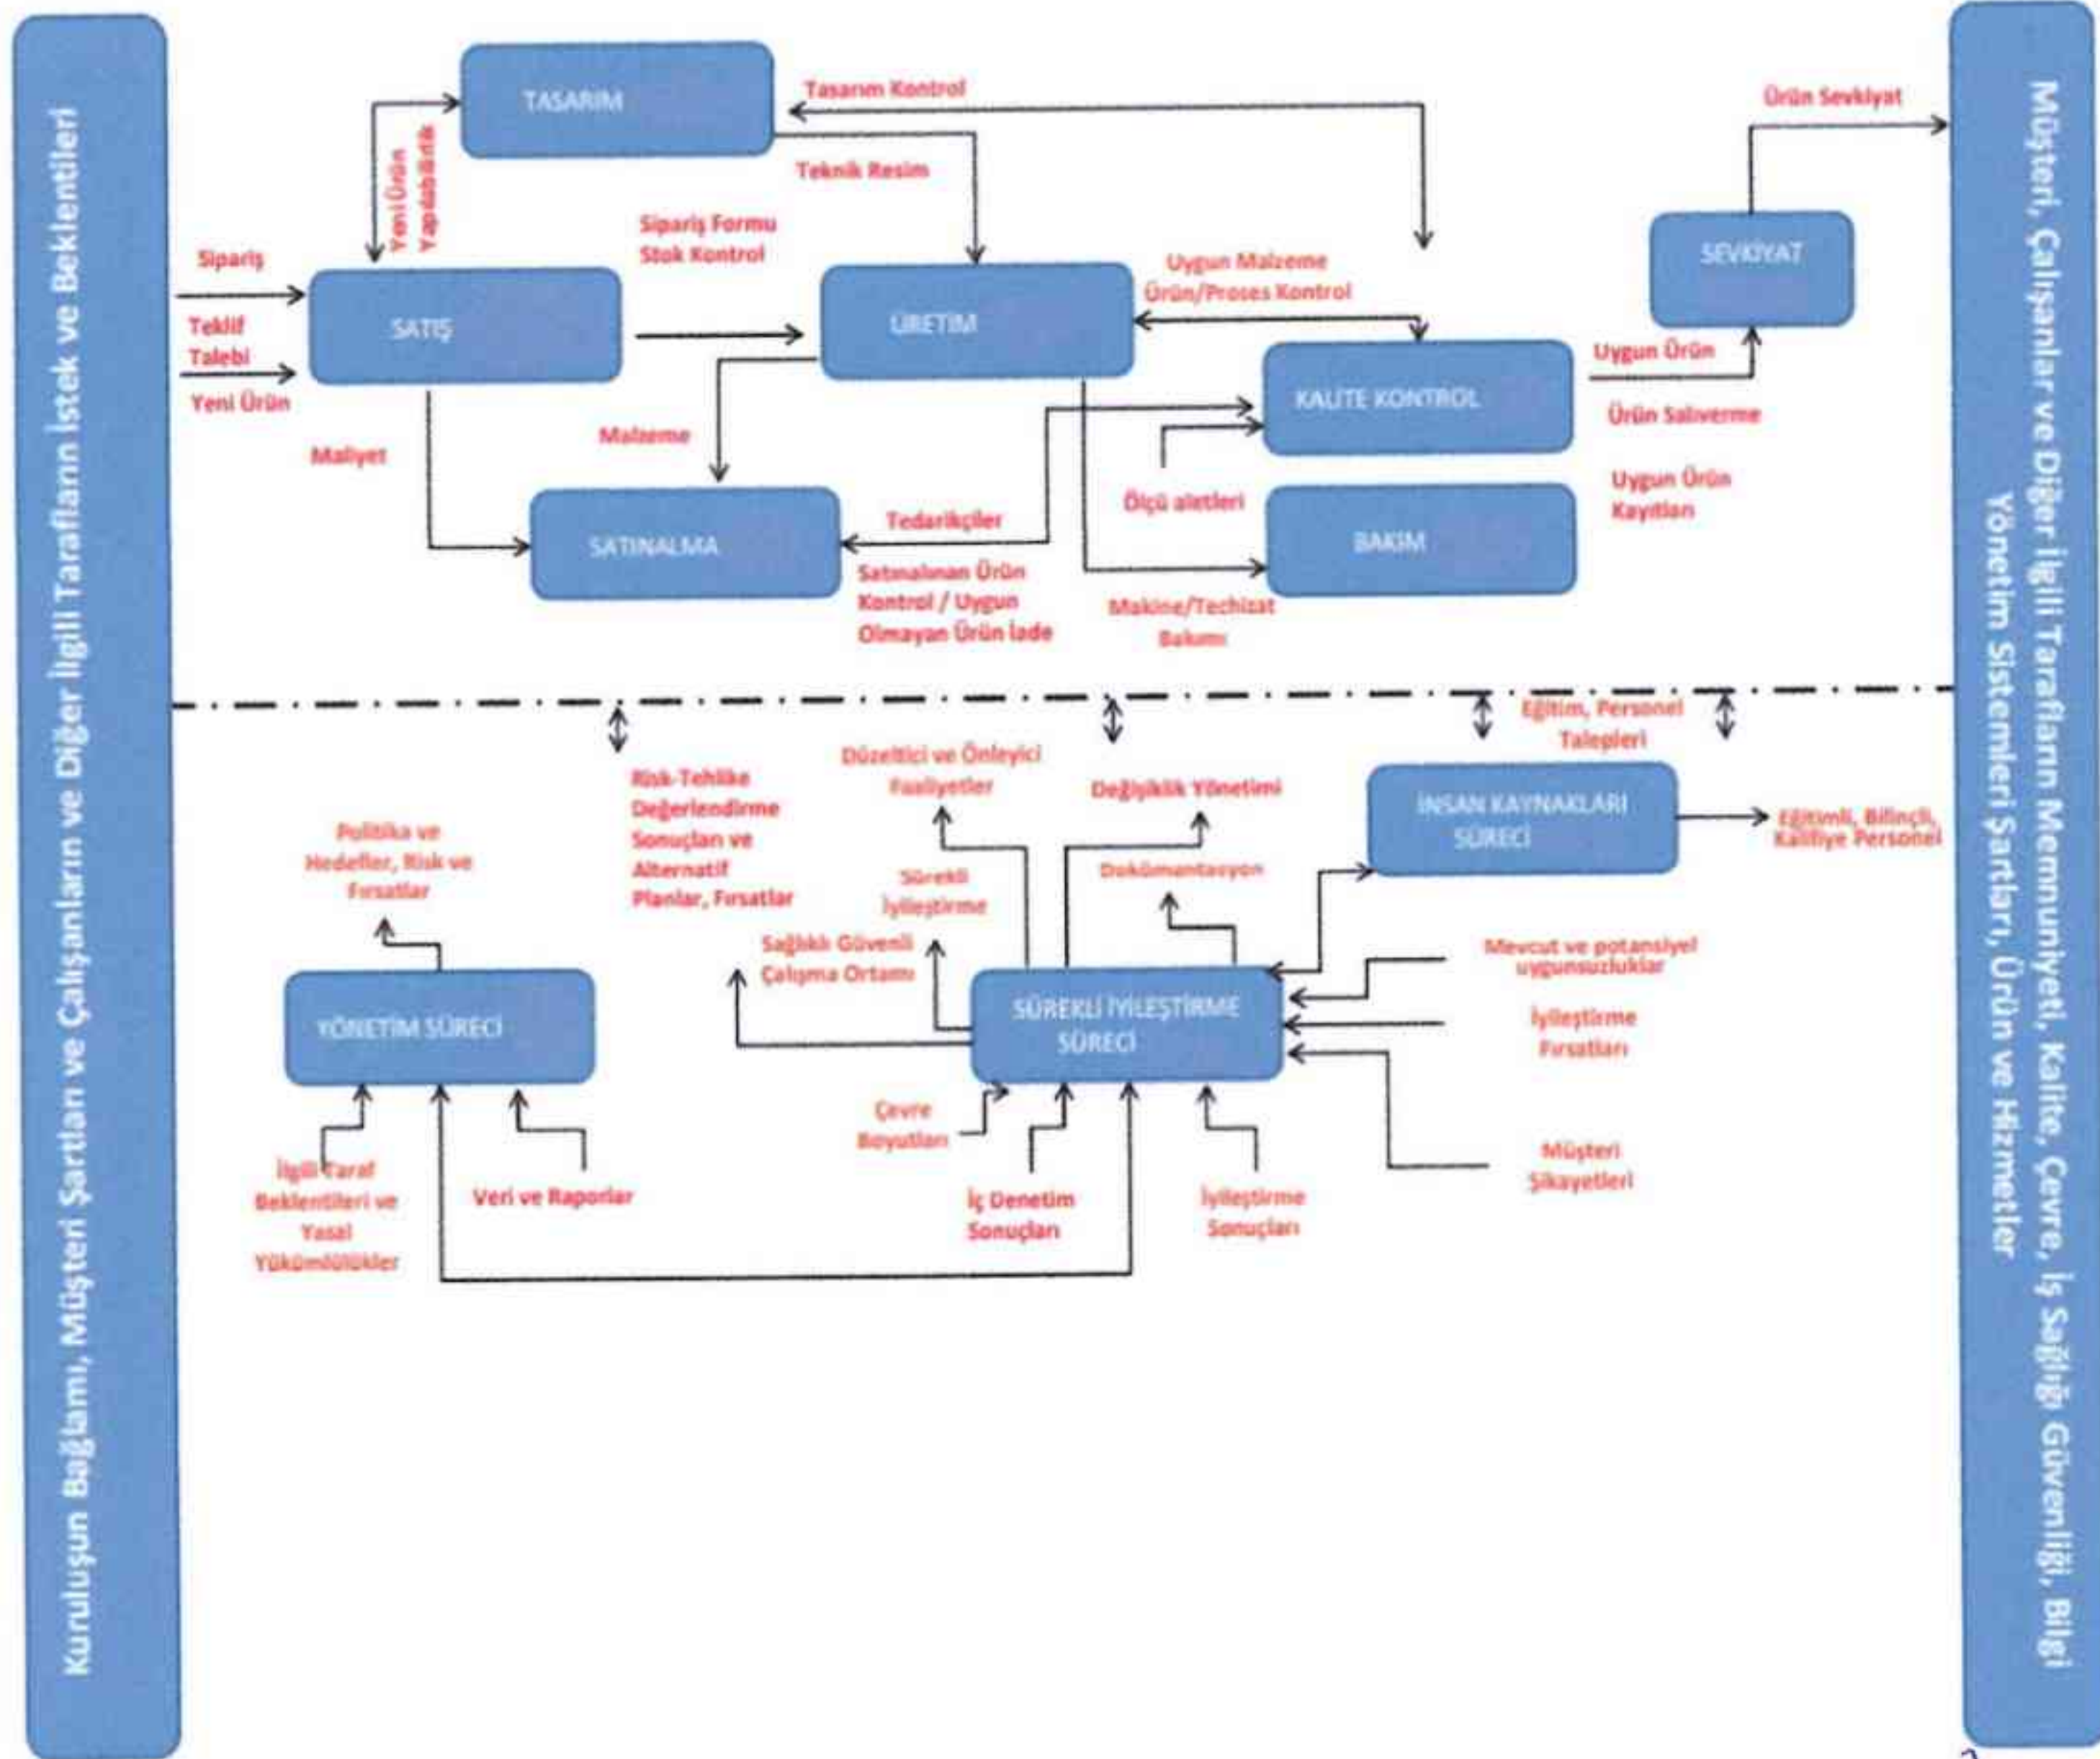 Kuruluşun Bağlamı, Müşteri Şartları ve Çalışanların ve Diğer İlgili Tarafların İstek ve Beklentileri
TASARIM
Tasarım Kontrol
Teknik Resim
Yeni Ürün
Yapılabilirlik
Sipariş
Teklif
Talebi
Yeni Ürün
SATIŞ
Sipariş Formu
Stok Kontrol
ÜRETİM
Uygun Malzeme
Ürün/Proses Kontrol
KALİTE KONTROL
Ürün Sevkiyat
SEVKİYAT
Uygun Ürün
Ürün Salıverme
Uygun Ürün
Kayıtları
Maliyet
Malzeme
SATINALMA
Tedarikçiler
Satınalınan Ürün
Kontrol / Uygun
Olmayan Ürün İade
Ölçü aletleri
BAKIM
Makine/Techizat
Bakımı
Risk-Tehlike
Değerlendirme
Sonuçları ve
Alternatif
Planlar, Fırsatlar
Düzeltici ve Önleyici
Faaliyetler
Değişiklik Yönetimi
Eğitim, Personel
Talepleri
İNSAN KAYNAKLARI
SÜRECİ
Eğitimli, Bilinçli,
Kalifiye Personel
Politika ve
Hedefler, Risk ve
Fırsatlar
Sürekli
İyileştirme
Dokümantasyon
Sağlıklı Güvenli
Çalışma Ortamı
YÖNETİM SÜRECİ
SÜREKLİ İYİLEŞTİRME
SÜRECİ
Mevcut ve potansiyel
uygunsuzluklar
İyileştirme
Fırsatları
Müşteri
Şikayetleri
İlgili Taraf
Beklentileri ve
Yasal
Yükümlülükler
Veri ve Raporlar
Çevre
Boyutları
İç Denetim
Sonuçları
İyileştirme
Sonuçları
Müşteri, Çalışanlar ve Diğer İlgili Tarafların Memnuniyeti, Kalite, Çevre, İş Sağlığı Güvenliği, Bilgi
Yönetim Sistemleri Şartları, Ürün ve Hizmetler